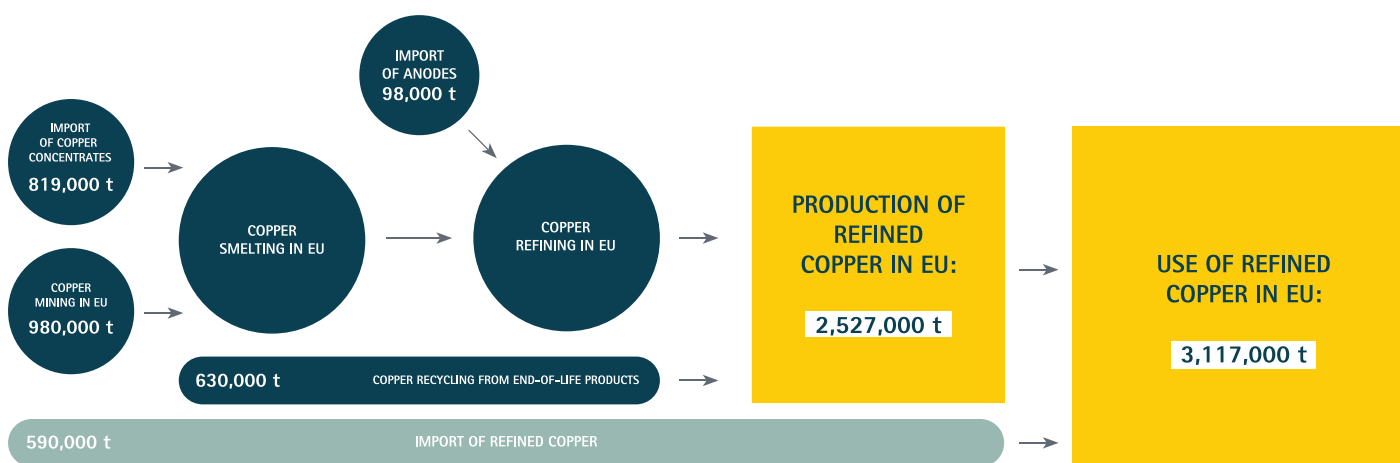 IMPORT
OF ANODES
98,000 t
IMPORT
OF COPPER
CONCENTRATES
819,000 t
COPPER
SMELTING IN EU
COPPER
REFINING IN EU
COPPER
MINING IN EU
980,000 t
630,000 t COPPER RECYCLING FROM END-OF-LIFE PRODUCTS
590,000 t IMPORT OF REFINED COPPER
PRODUCTION OF
REFINED
COPPER IN EU:
2,527,000 t
USE OF REFINED
COPPER IN EU:
3,117,000 t